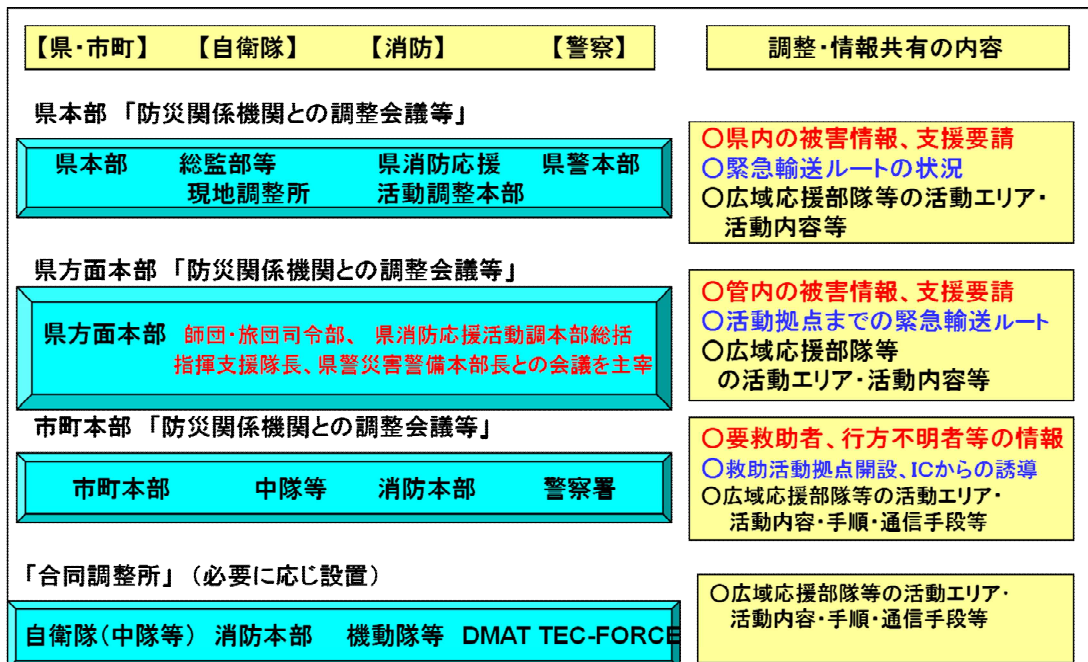 【県・市町】 【自衛隊】 【消防】 【警察】
調整・情報共有の内容
県本部 「防災関係機関との調整会議等」
県本部 総監部等 県消防応援 県警本部
現地調整所 活動調整本部
〇県内の被害情報、支援要請
〇緊急輸送ルートの状況
〇広域応援部隊等の活動エリア・
活動内容等
県方面本部 「防災関係機関との調整会議等」
県方面本部 師団・旅団司令部、 県消防応援活動調本部総括
指揮支援隊長、県警災害警備本部長との会議を主宰
〇管内の被害情報、支援要請
〇活動拠点までの緊急輸送ルート
〇広域応援部隊等
の活動エリア・活動内容等
市町本部 「防災関係機関との調整会議等」
市町本部 中隊等 消防本部 警察署
〇要救助者、行方不明者等の情報
〇救助活動拠点開設、ICからの誘導
〇広域応援部隊等の活動エリア・
活動内容・手順・通信手段等
「合同調整所」（必要に応じ設置）
自衛隊（中隊等） 消防本部 機動隊等 DMAT TEC-FORCE
〇広域応援部隊等の活動エリア・
活動内容・手順・通信手段等